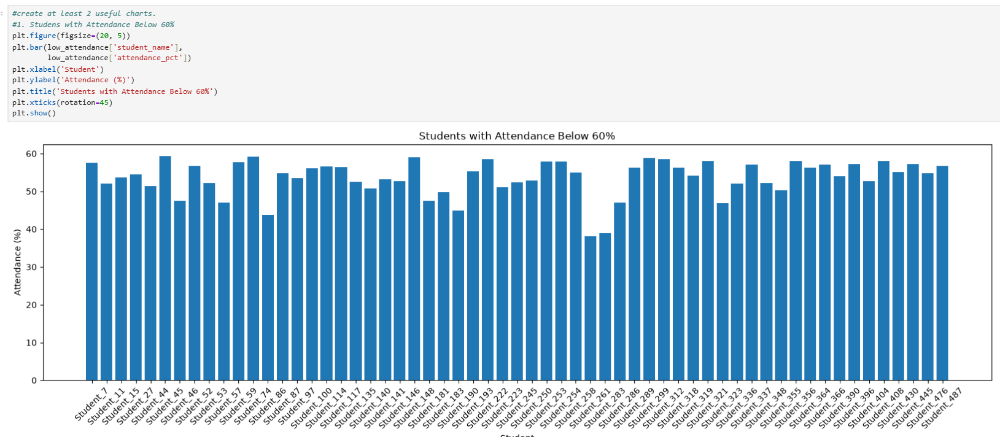 :
#create at least 2 useful charts.
#1. Studens with Attendance Below 60%
plt.figure(figsize=(20, 5))
plt.bar(low_attendance['student_name'],
        low_attendance['attendance_pct'])
plt.xlabel('Student')
plt.ylabel('Attendance (%)')
plt.title('Students with Attendance Below 60%')
plt.xticks(rotation=45)
plt.show()
Students with Attendance Below 60%
60
50
40
30
20
10
0
Attendance (%)
Student_7
Student_11
Student_15
Student_27
Student_44
Student_45
Student_46
Student_52
Student_53
Student_57
Student_59
Student_74
Student_86
Student_87
Student_97
Student_100
Student_114
Student_117
Student_135
Student_140
Student_141
Student_146
Student_148
Student_181
Student_183
Student_190
Student_193
Student_222
Student_223
Student_245
Student_250
Student_253
Student_254
Student_258
Student_261
Student_283
Student_286
Student_289
Student_299
Student_312
Student_318
Student_319
Student_321
Student_323
Student_336
Student_337
Student_348
Student_355
Student_356
Student_364
Student_366
Student_390
Student_396
Student_404
Student_408
Student_430
Student_445
Student_476
Student_487
Student